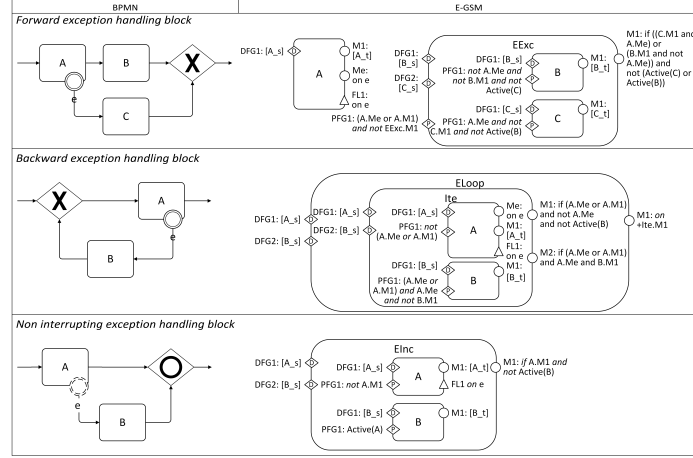 BPMN
E-GSM
Forward exception handling block
A
e
B
C
X
DFG1: [A_s]
D
A
M1:
[A_t]
Me:
on e
FL1:
on e
DFG1:
[B_s]
D
DFG2:
[C_s]
D
PFG1: (A.Me or A.M1)
and not EExc.M1
P
EExc
DFG1: [B_s]
D
PFG1: not A.Me and
not B.M1 and not
Active(C)
P
B
M1:
[B_t]
DFG1: [C_s]
D
PFG1: A.Me and not
C.M1 and not Active(B)
P
C
M1:
[C_t]
M1: if ((C.M1 and
A.Me) or
(B.M1 and not
A.Me)) and
not (Active(C) or
Active(B))
Backward exception handling block
X
A
e
B
ELoop
DFG1: [A_s]
D
DFG2: [B_s]
D
Ite
DFG1: [A_s]
D
DFG2: [B_s]
D
DFG1: [A_s]
D
PFG1: not
(A.Me or A.M1)
P
A
Me:
on e
M1:
[A_t]
FL1:
on e
DFG1: [B_s]
D
PFG1: (A.Me or
A.M1) and A.Me
and not B.M1
P
B
M1:
[B_t]
M1: if (A.Me or A.M1)
and not A.Me
and not Active(B)
M2: if (A.Me or A.M1)
and A.Me and B.M1
M1: on
+Ite.M1
Non interrupting exception handling block
A
e
B
EInc
DFG1: [A_s]
D
DFG2: [B_s]
D
DFG1: [A_s]
D
PFG1: not A.M1
P
A
M1: [A_t]
FL1 on e
DFG1: [B_s]
D
PFG1: Active(A)
P
B
M1: [B_t]
M1: if A.M1 and
not Active(B)